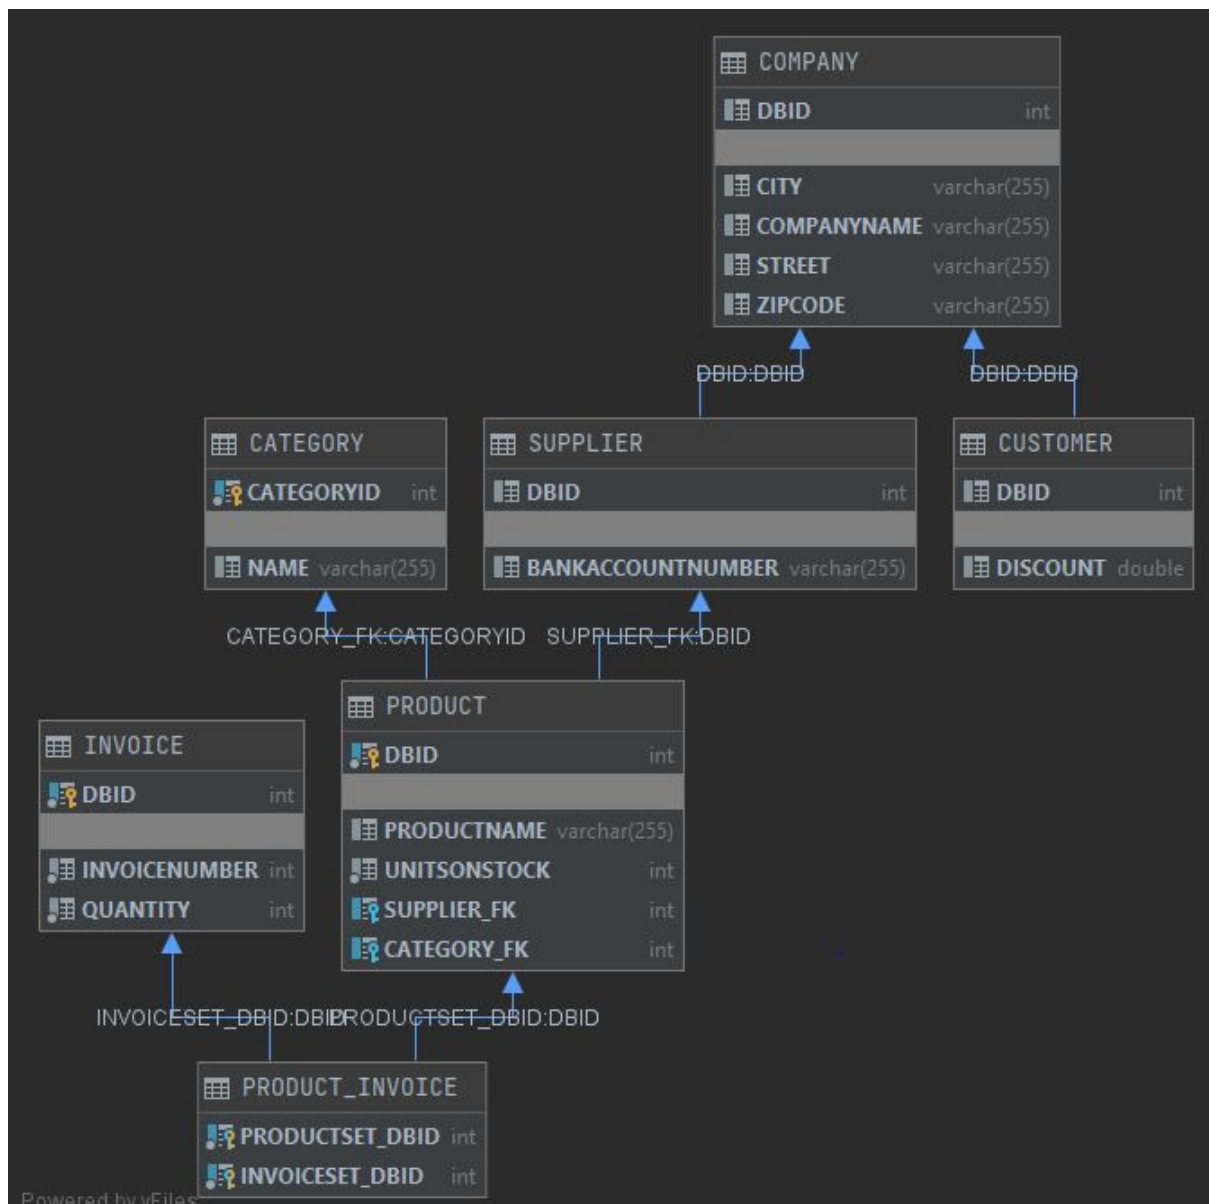 COMPANY
DBID int
CITY varchar(255)
COMPANYNAME varchar(255)
STREET varchar(255)
ZIPCODE varchar(255)
DBID:DBID
DBID:DBID
CATEGORY
CATEGORYID int
NAME varchar(255)
SUPPLIER
DBID int
BANKACCOUNTNUMBER varchar(255)
CUSTOMER
DBID int
DISCOUNT double
CATEGORY_FK:CATEGORYID
SUPPLIER_FK:DBID
PRODUCT
DBID int
PRODUCTNAME varchar(255)
UNITSONSTOCK int
SUPPLIER_FK int
CATEGORY_FK int
INVOICE
DBID int
INVOICENUMBER int
QUANTITY int
INVOICESET_DBID:DBID
PRODUCTSET_DBID:DBID
PRODUCT_INVOICE
PRODUCTSET_DBID int
INVOICESET_DBID int
Powered by yFiles